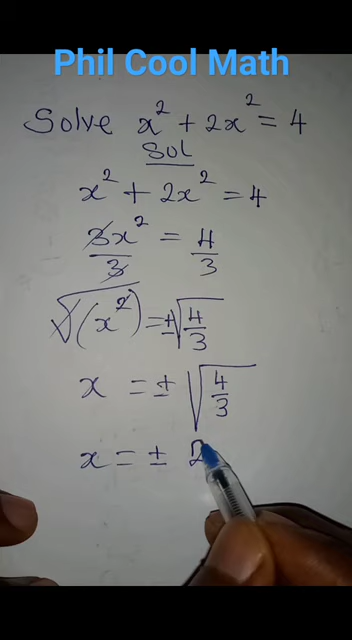 Phil Cool Math
Solve x² + 2x² = 4
Sol
x² + 2x² = 4
3x²/3 = 4/3
√(x²) = ±√4/3
x = ±√4/3
x = ± 2